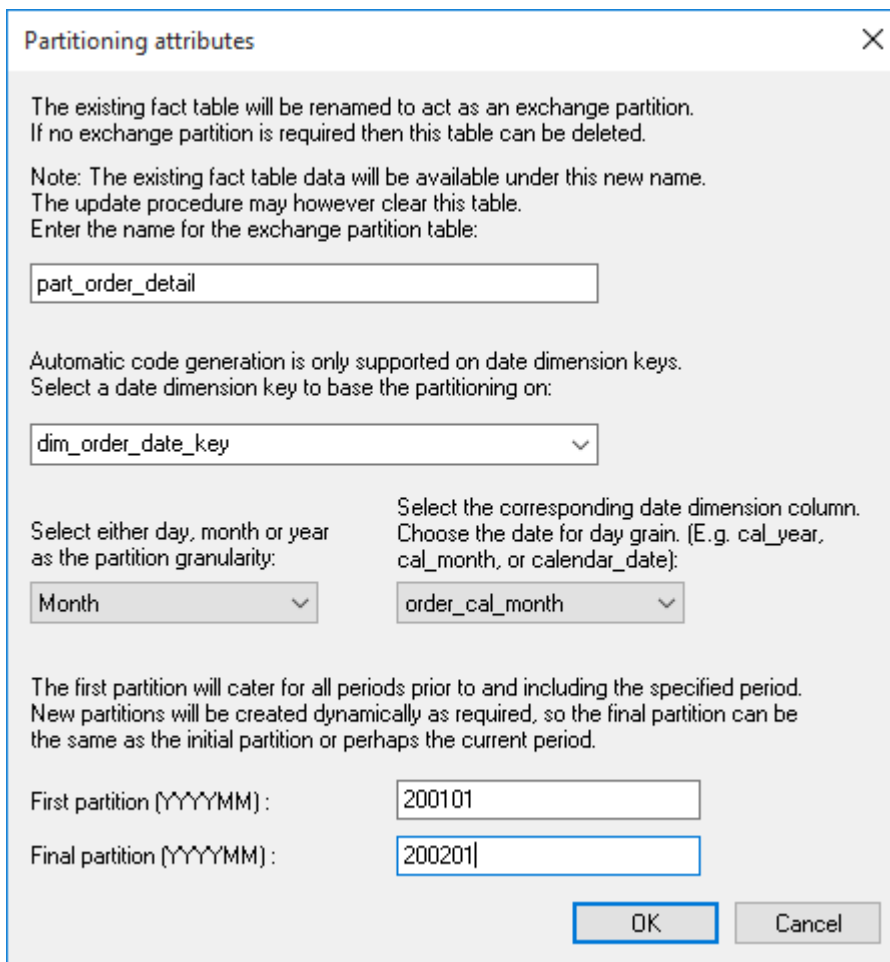 Partitioning attributes
The existing fact table will be renamed to act as an exchange partition.
If no exchange partition is required then this table can be deleted.
Note: The existing fact table data will be available under this new name.
The update procedure may however clear this table.
Enter the name for the exchange partition table:
part_order_detail
Automatic code generation is only supported on date dimension keys.
Select a date dimension key to base the partitioning on:
dim_order_date_key
Select either day, month or year
as the partition granularity:
Month
Select the corresponding date dimension column.
Choose the date for day grain. (E.g. cal_year,
cal_month, or calendar_date):
order_cal_month
The first partition will cater for all periods prior to and including the specified period.
New partitions will be created dynamically as required, so the final partition can be
the same as the initial partition or perhaps the current period.
First partition (YYYYMM) :
200101
Final partition (YYYYMM) :
200201
OK
Cancel